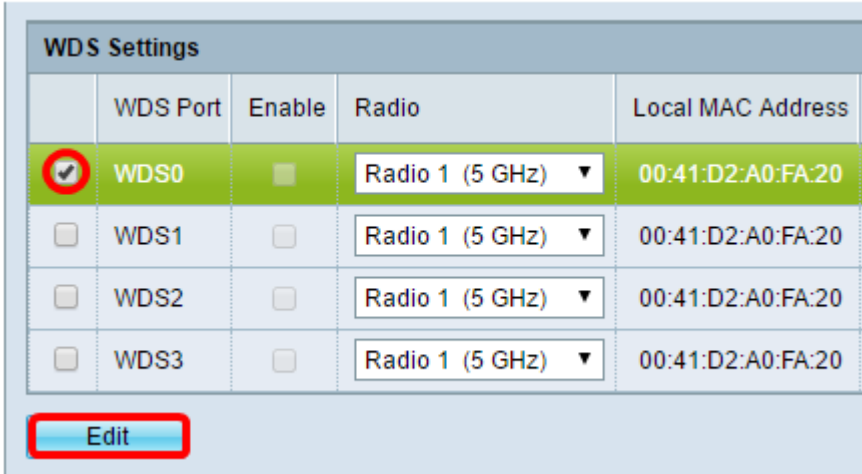 WDS Settings
WDS Port Enable Radio Local MAC Address
WDS0 Radio 1 (5 GHz) 00:41:D2:A0:FA:20
WDS1 Radio 1 (5 GHz) 00:41:D2:A0:FA:20
WDS2 Radio 1 (5 GHz) 00:41:D2:A0:FA:20
WDS3 Radio 1 (5 GHz) 00:41:D2:A0:FA:20
Edit